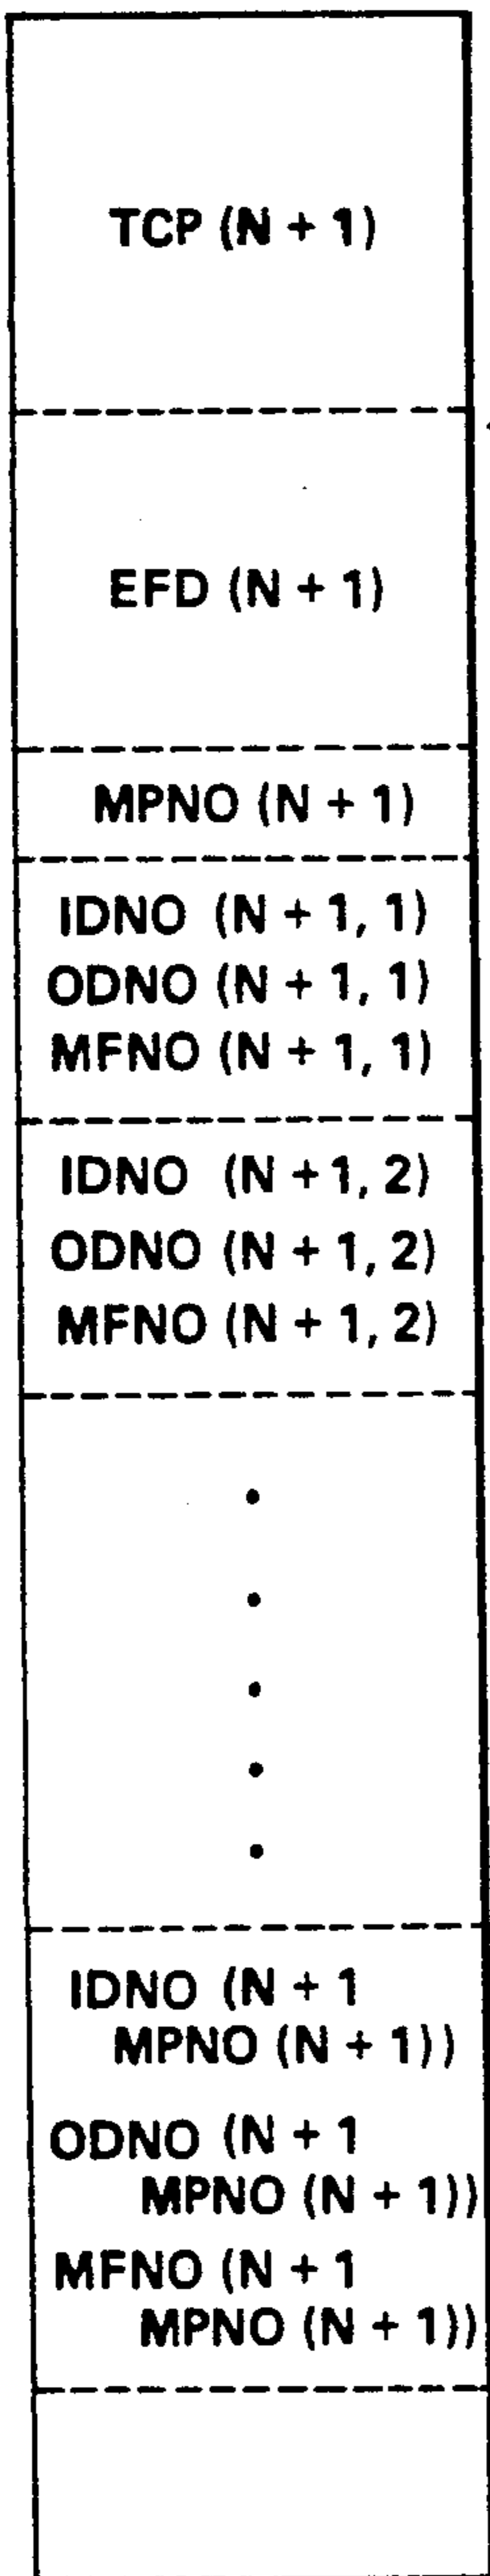 TCP (N + 1)
EFD (N + 1)
MPNO (N + 1)
IDNO (N + 1, 1)
ODNO (N + 1, 1)
MFNO (N + 1, 1)
IDNO (N + 1, 2)
ODNO (N + 1, 2)
MFNO (N + 1, 2)
IDNO (N + 1
MPNO (N + 1))
ODNO (N + 1
MPNO (N + 1))
MFNO (N + 1
MPNO (N + 1))